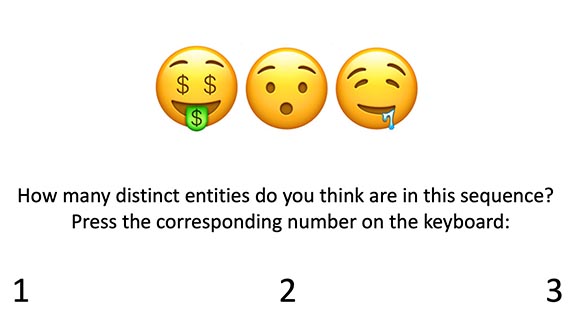 $ $
$
How many distinct entities do you think are in this sequence?
Press the corresponding number on the keyboard:
1 2 3